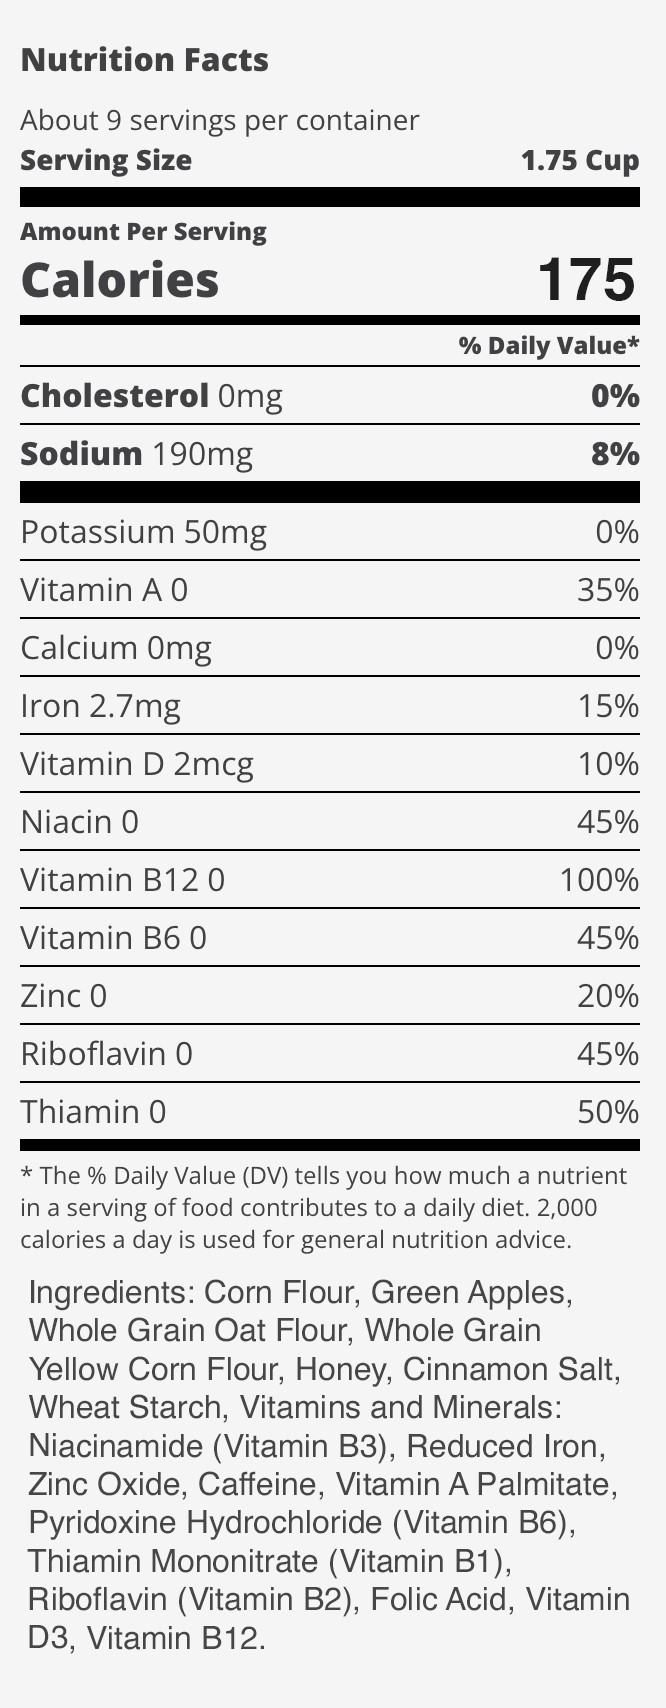 Nutrition Facts
About 9 servings per container
Serving Size 1.75 Cup
Amount Per Serving
Calories 175
% Daily Value*
Cholesterol 0mg 0%
Sodium 190mg 8%
Potassium 50mg 0%
Vitamin A 0 35%
Calcium 0mg 0%
Iron 2.7mg 15%
Vitamin D 2mcg 10%
Niacin 0 45%
Vitamin B12 0 100%
Vitamin B6 0 45%
Zinc 0 20%
Riboflavin 0 45%
Thiamin 0 50%
* The % Daily Value (DV) tells you how much a nutrient
in a serving of food contributes to a daily diet. 2,000
calories a day is used for general nutrition advice.
Ingredients: Corn Flour, Green Apples,
Whole Grain Oat Flour, Whole Grain
Yellow Corn Flour, Honey, Cinnamon Salt,
Wheat Starch, Vitamins and Minerals:
Niacinamide (Vitamin B3), Reduced Iron,
Zinc Oxide, Caffeine, Vitamin A Palmitate,
Pyridoxine Hydrochloride (Vitamin B6),
Thiamin Mononitrate (Vitamin B1),
Riboflavin (Vitamin B2), Folic Acid, Vitamin
D3, Vitamin B12.